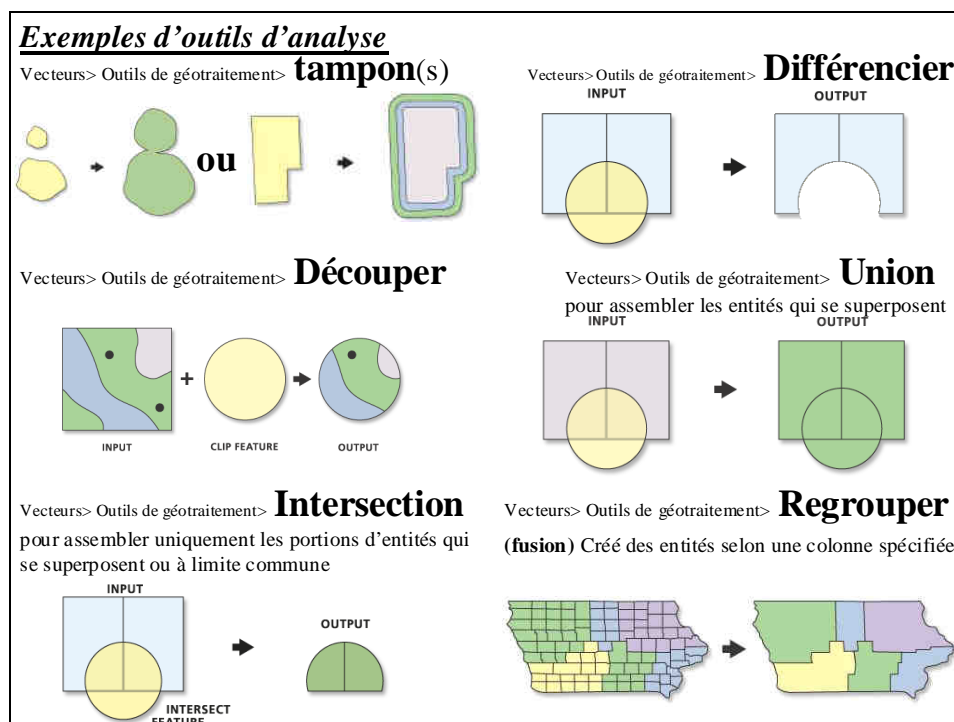 Exemples d’outils d’analyse
Vecteurs> Outils de géotraitement> tampon(s)
ou
Vecteurs> Outils de géotraitement> Différencier
INPUT OUTPUT
Vecteurs> Outils de géotraitement> Découper
+
INPUT CLIP FEATURE OUTPUT
Vecteurs> Outils de géotraitement> Union
pour assembler les entités qui se superposent
INPUT OUTPUT
Vecteurs> Outils de géotraitement> Intersection
pour assembler uniquement les portions d’entités qui
se superposent ou à limite commune
INPUT
OUTPUT
INTERSECT
FEATURE
Vecteurs> Outils de géotraitement> Regrouper
(fusion) Créé des entités selon une colonne spécifiée